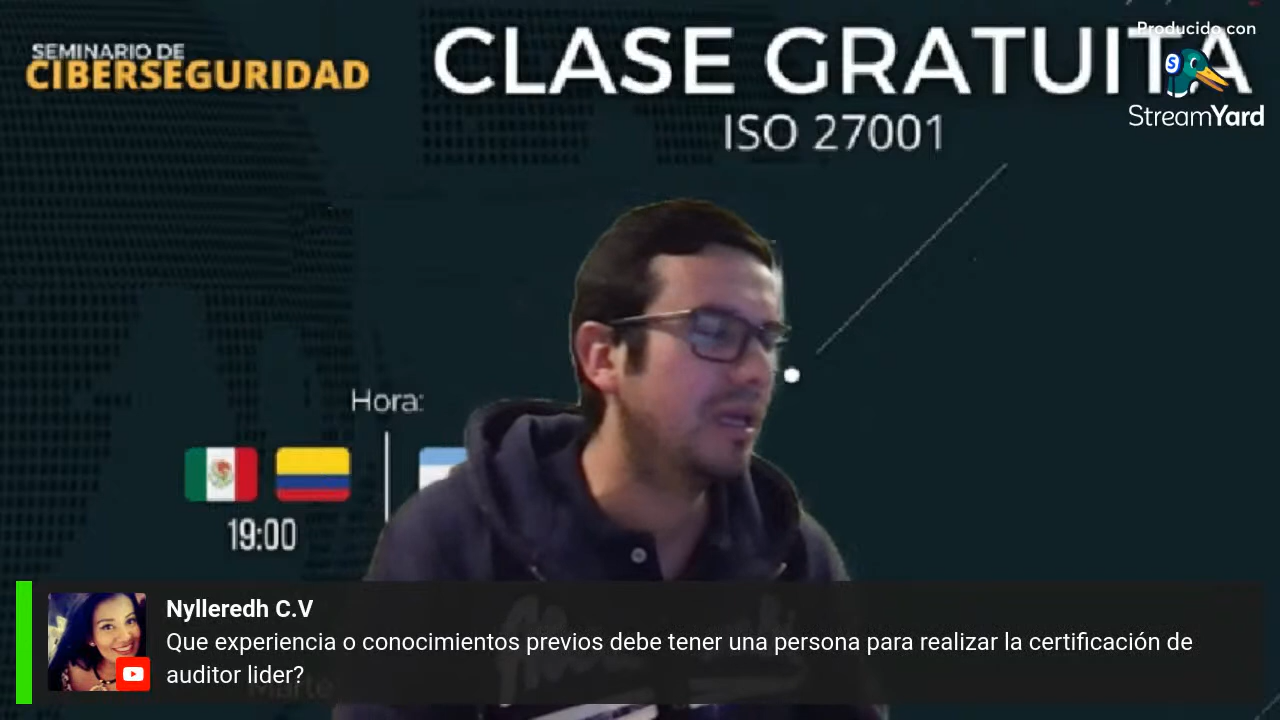 Producido con
SEMINARIO DE
CIBERSEGURIDAD
CLASE GRATUITA
StreamYard
ISO 27001
Hora:
19:00
Nylleredh C.V
Que experiencia o conocimientos previos debe tener una persona para realizar la certificación de
auditor lider?